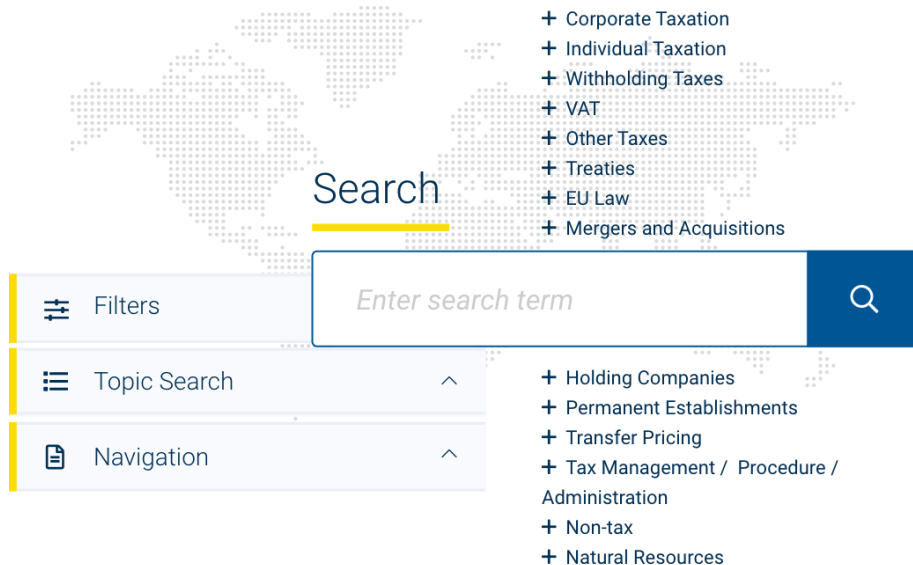 + Corporate Taxation
+ Individual Taxation
+ Withholding Taxes
+ VAT
+ Other Taxes
+ Treaties
+ EU Law
+ Mergers and Acquisitions
Search
Enter search term
Filters
Topic Search
Navigation
+ Holding Companies
+ Permanent Establishments
+ Transfer Pricing
+ Tax Management / Procedure /
Administration
+ Non-tax
+ Natural Resources